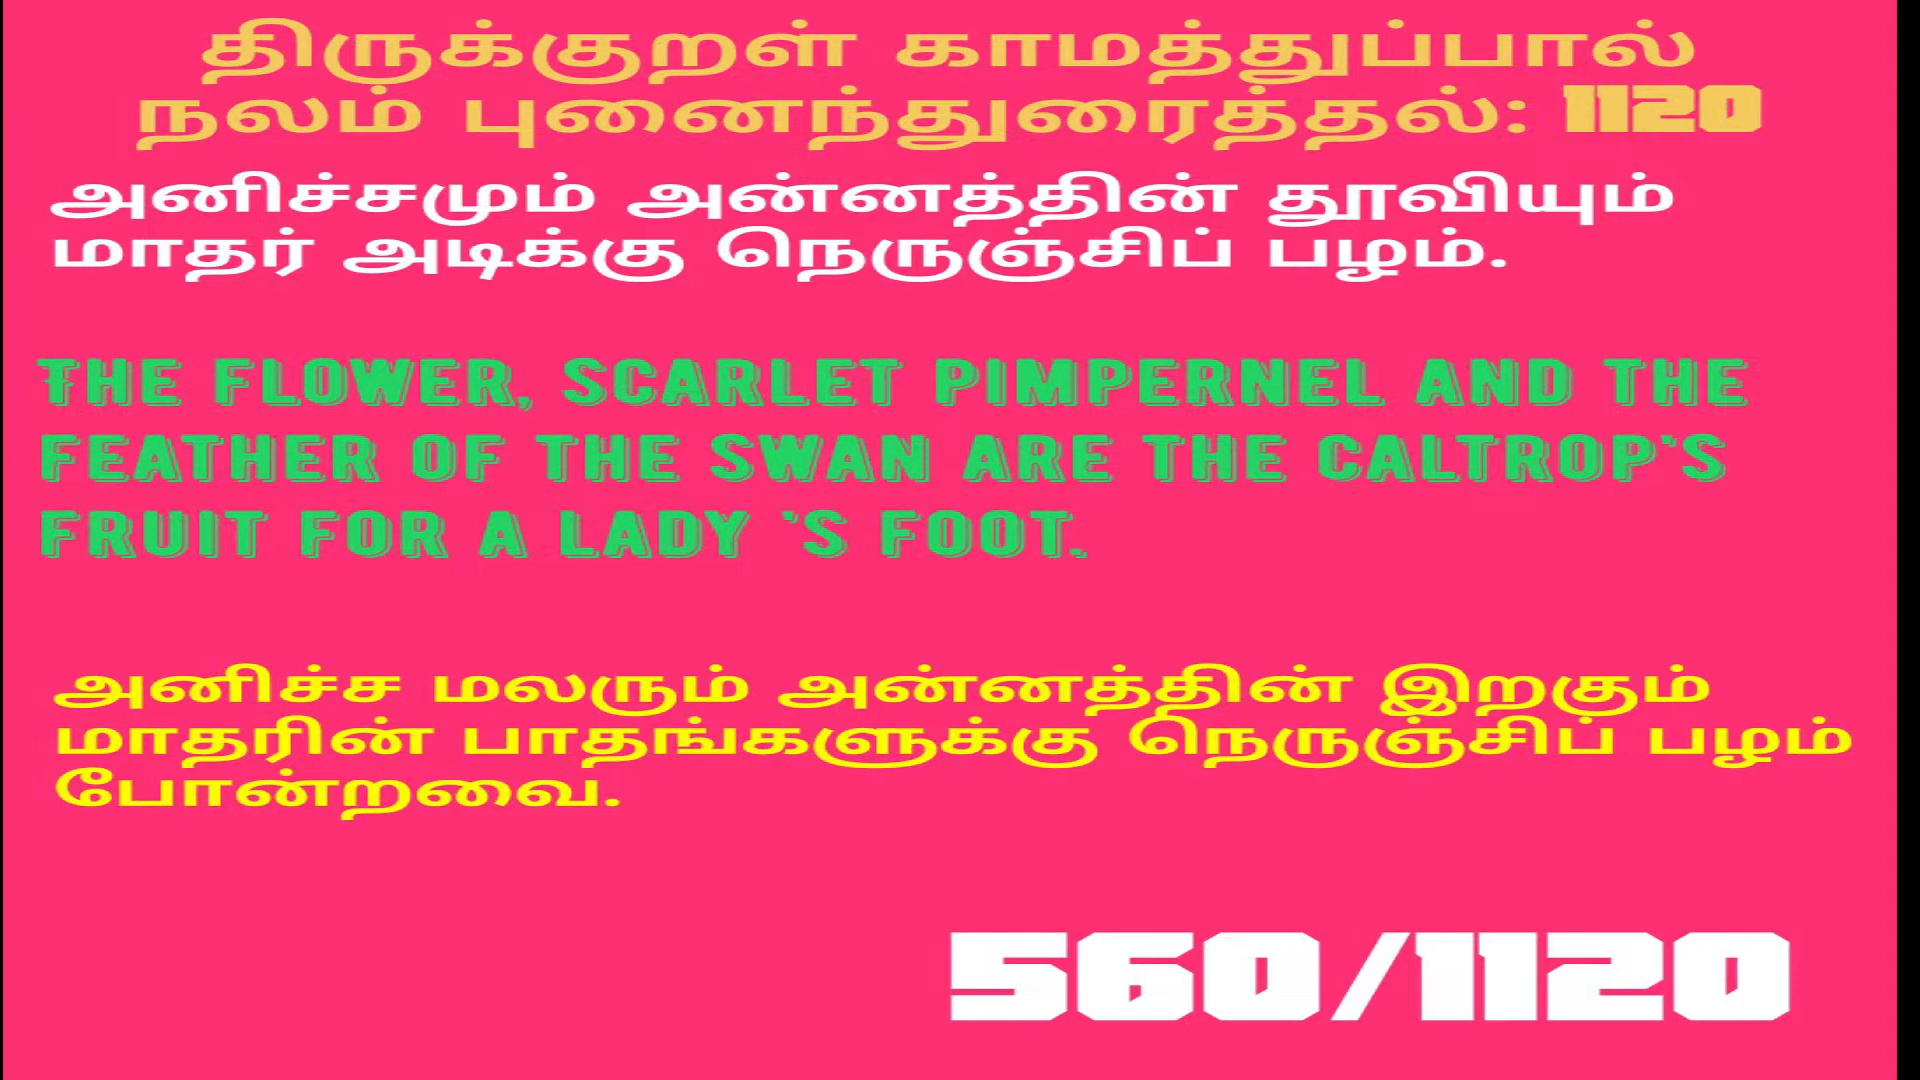 திருக்குறள் காமத்துப்பால்
நலம் புனைந்துரைத்தல்: 1120
அனிச்சமும் அன்னத்தின் தூவியும்
மாதர் அடிக்கு நெருஞ்சிப் பழம்.
THE FLOWER, SCARLET PIMPERNEL AND THE
FEATHER OF THE SWAN ARE THE CALTROP'S
FRUIT FOR A LADY 'S FOOT.
அனிச்ச மலரும் அன்னத்தின் இறகும்
மாதரின் பாதங்களுக்கு நெருஞ்சிப் பழம்
போன்றவை.
560/1120